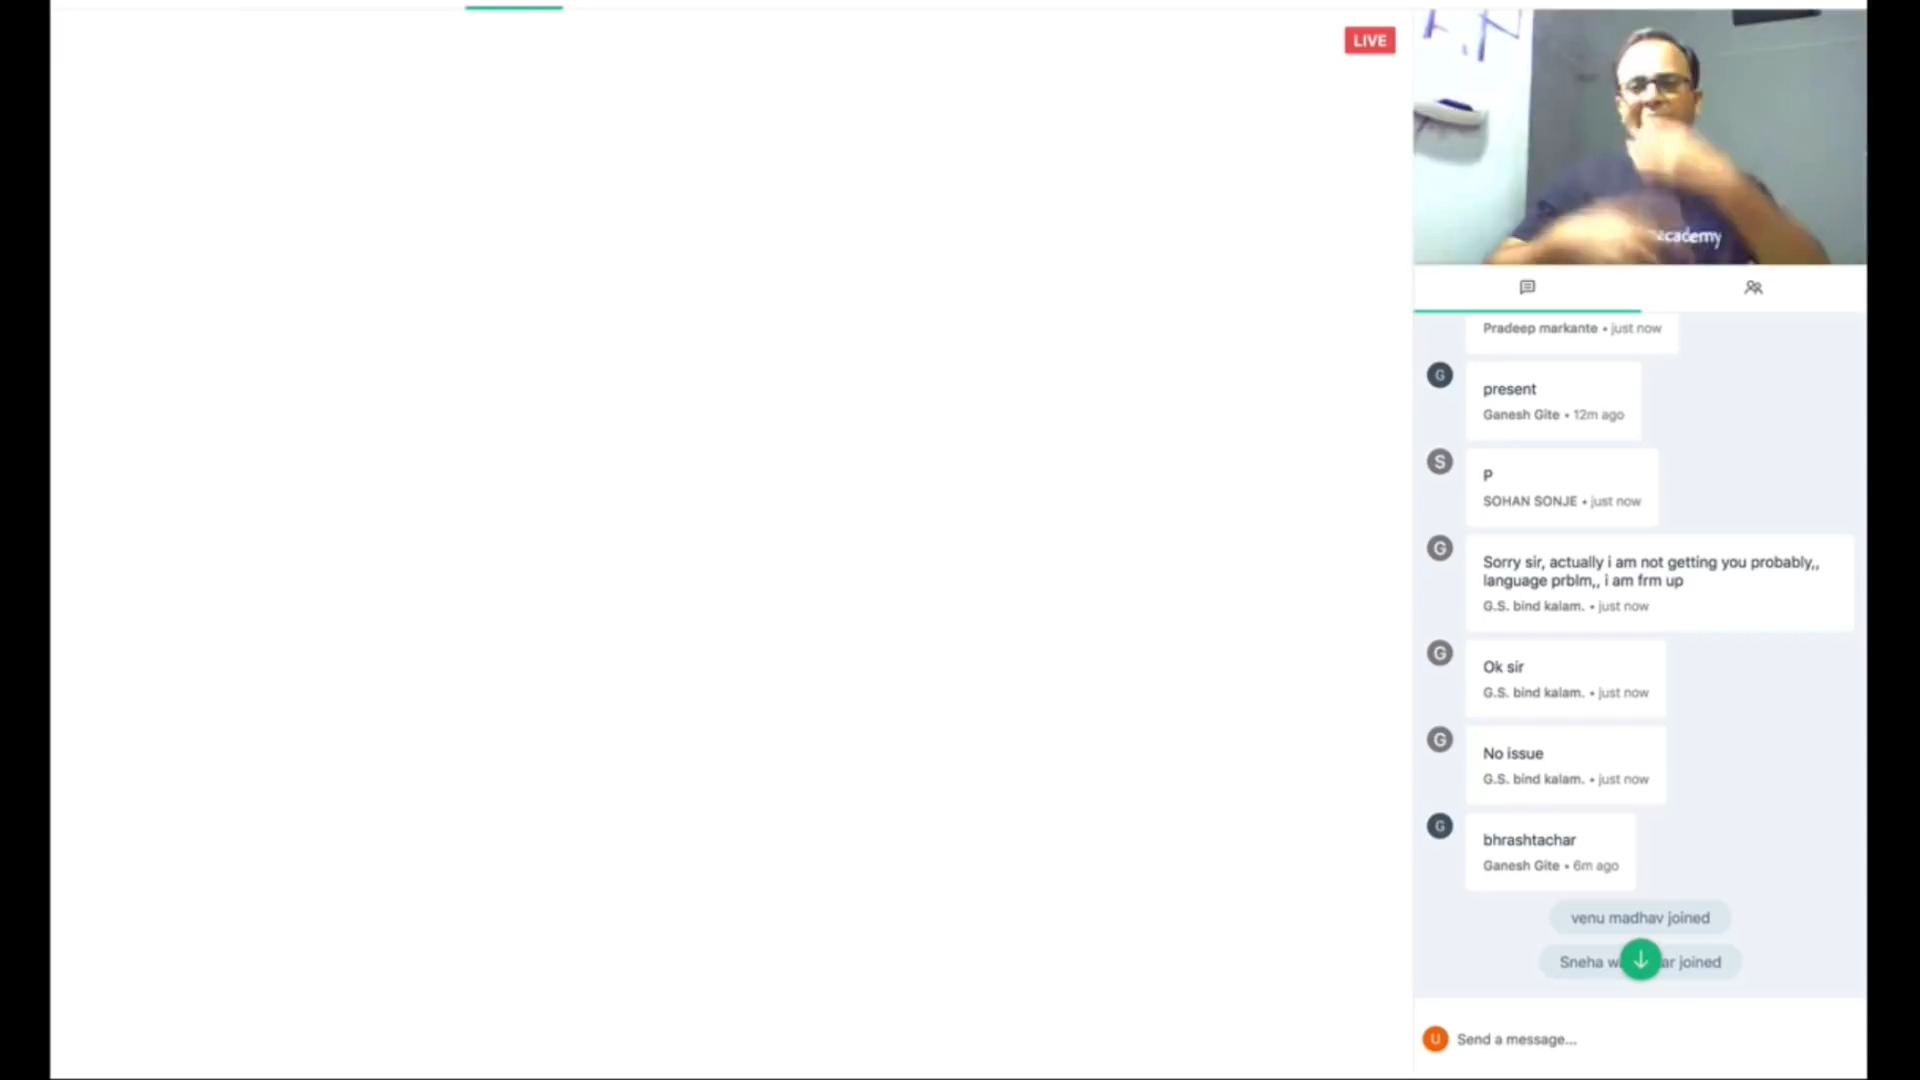 LIVE
Pradeep markante • just now
G
present
Ganesh Gite • 12m ago
S
P
SOHAN SONJE • just now
G
Sorry sir, actually i am not getting you probably,,
language prblm,, i am frm up
G.S. bind kalam. • just now
G
Ok sir
G.S. bind kalam. • just now
G
No issue
G.S. bind kalam. • just now
G
bhrashtachar
Ganesh Gite • 6m ago
venu madhav joined
Sneha joined
U
Send a message...